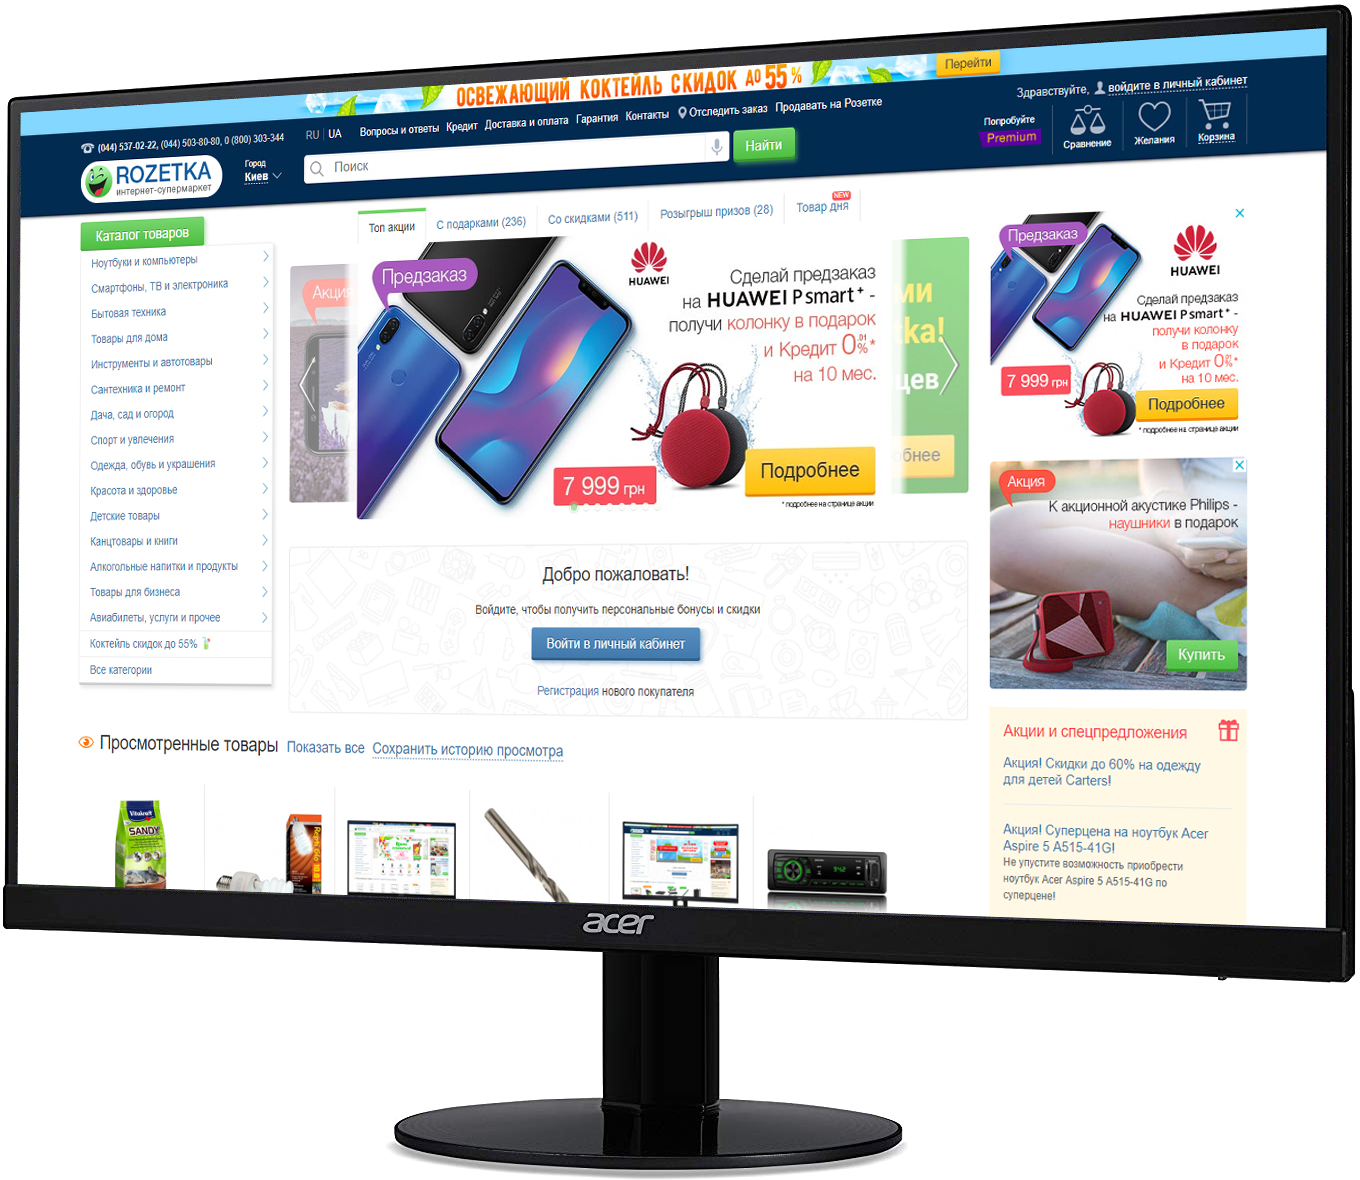 ОСВЕЖАЮЩИЙ КОКТЕЙЛЬ СКИДОК ДО 55 %
Перейти
(044) 537-02-22, (044) 503-80-80, 0 (800) 303-344
RU | UA
Вопросы и ответы
Кредит
Доставка и оплата
Гарантия
Контакты
Отследить заказ
Продавать на Розетке
Здравствуйте, войдите в личный кабинет
ROZETKA
интернет-супермаркет
Город
Киев
Поиск
Найти
Попробуйте
Premium
Сравнение
Желания
Корзина
Каталог товаров
Ноутбуки и компьютеры
Смартфоны, ТВ и электроника
Бытовая техника
Товары для дома
Инструменты и автотовары
Сантехника и ремонт
Дача, сад и огород
Спорт и увлечения
Одежда, обувь и украшения
Красота и здоровье
Детские товары
Канцтовары и книги
Алкогольные напитки и продукты
Товары для бизнеса
Авиабилеты, услуги и прочее
Коктейль скидок до 55%
Все категории
Топ акции
С подарками (236)
Со скидками (511)
Розыгрыш призов (28)
Товар дня
NEW
Акция
Предзаказ
HUAWEI
Сделай предзаказ
на HUAWEI P smart+ -
получи колонку в подарок
и Кредит 0,01%*
на 10 мес.
7 999 грн
Подробнее
* подробнее на странице акции
ми
tka!
цев
обнее
Добро пожаловать!
Войдите, чтобы получить персональные бонусы и скидки
Войти в личный кабинет
Регистрация нового покупателя
Предзаказ
HUAWEI
Сделай предзаказ
на HUAWEI P smart+ -
получи колонку
в подарок
и Кредит 0,01%*
на 10 мес.
7 999 грн
Подробнее
* подробнее на странице акции
Акция
К акционной акустике Philips -
наушники в подарок
Купить
Акции и спецпредложения
Акция! Скидки до 60% на одежду
для детей Carters!
Акция! Суперцена на ноутбук Acer
Aspire 5 A515-41G!
Не упустите возможность приобрести
ноутбук Acer Aspire 5 A515-41G по
суперцене!
Просмотренные товары
Показать все
Сохранить историю просмотра
Vitakraft
SANDY
acer